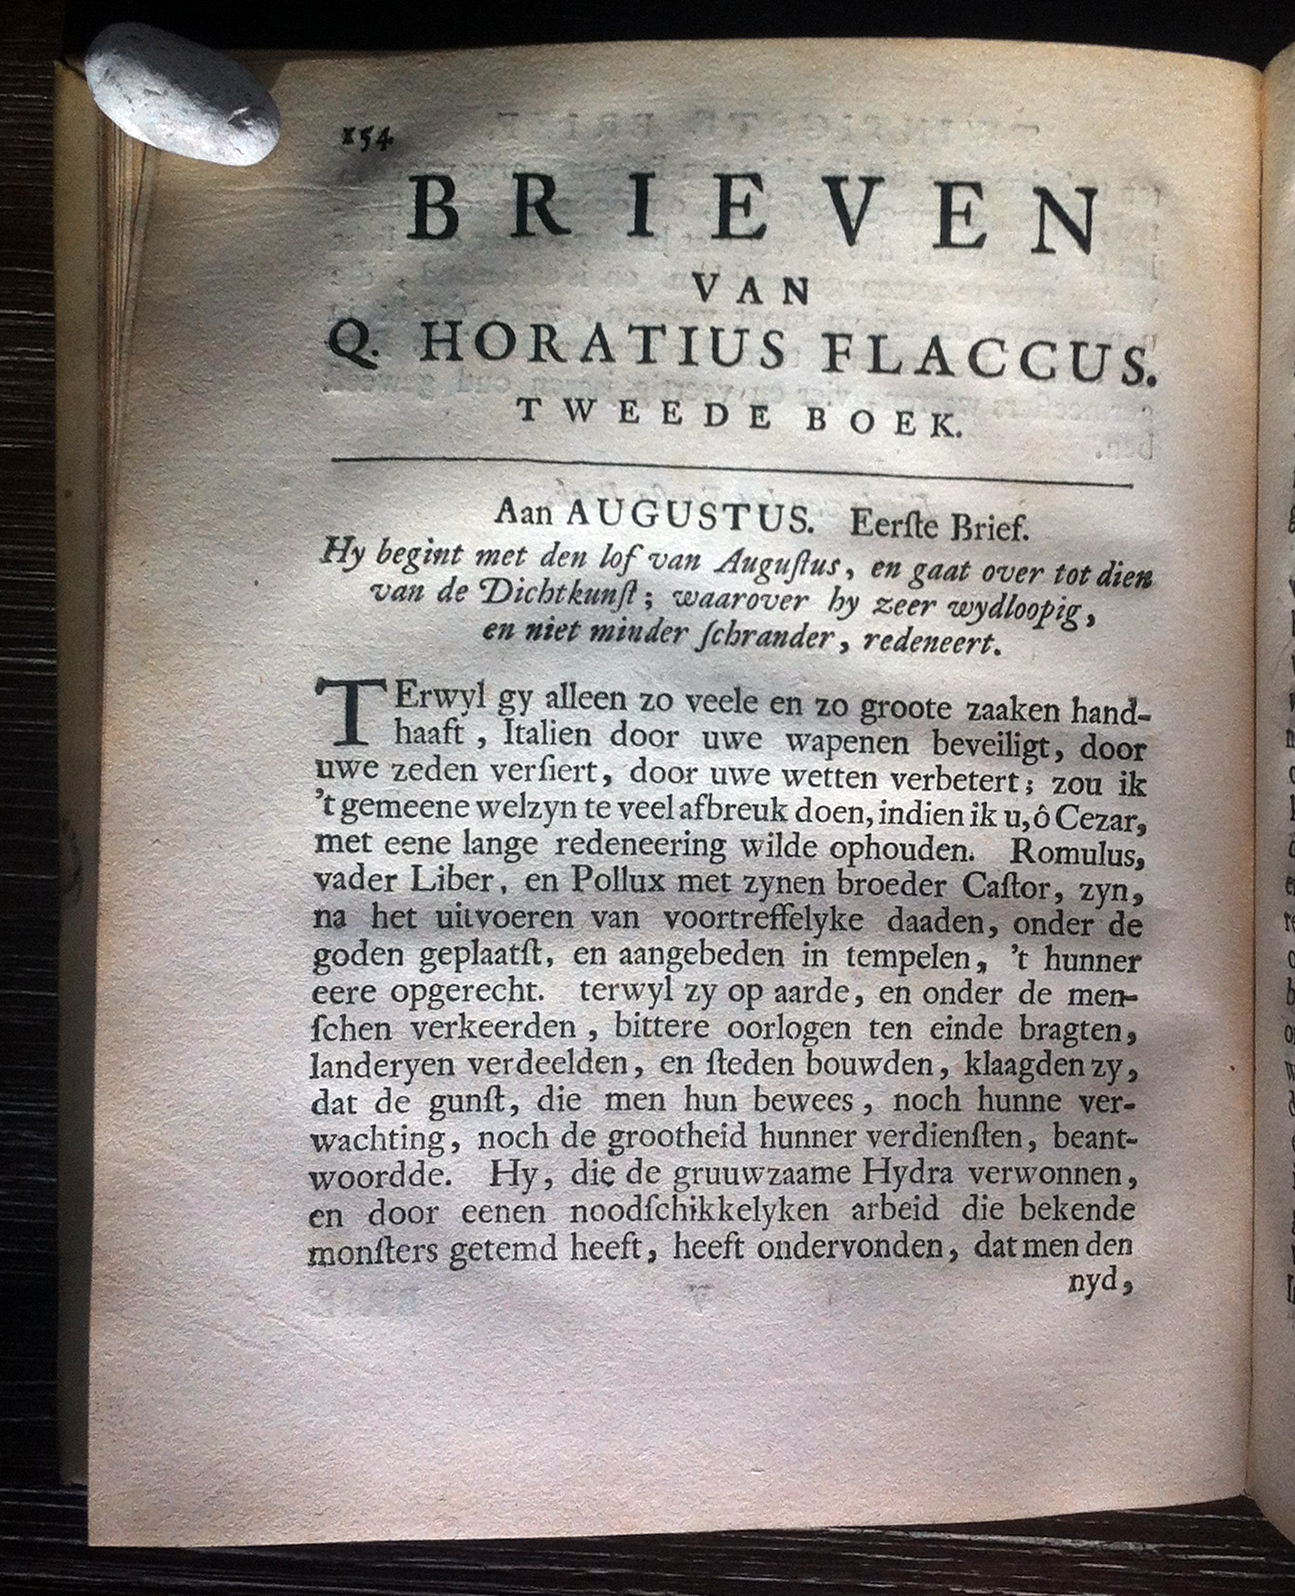 154
BRIEVEN
VAN
Q. HORATIUS FLACCUS.
TWEEDE BOEK.
Aan AUGUSTUS. Eerſte Brief.
Hy begint met den lof van Auguſtus, en gaat over tot dien
van de Dichtkunſt; waarover hy zeer wydloopig,
en niet minder ſchrander, redeneert.
TErwyl gy alleen zo veele en zo groote zaaken hand-
haaft, Italien door uwe wapenen beveiligt, door
uwe zeden verſiert, door uwe wetten verbetert; zou ik
't gemeene welzyn te veel afbreuk doen, indien ik u, ô Cezar,
met eene lange redeneering wilde ophouden. Romulus,
vader Liber, en Pollux met zynen broeder Caſtor, zyn,
na het uitvoeren van voortreffelyke daaden, onder de
goden geplaatſt, en aangebeden in tempelen, 't hunner
eere opgerecht. terwyl zy op aarde, en onder de men-
ſchen verkeerden, bittere oorlogen ten einde bragten,
landeryen verdeelden, en ſteden bouwden, klaagden zy,
dat de gunſt, die men hun bewees, noch hunne ver-
wachting, noch de grootheid hunner verdienſten, beant-
woordde. Hy, die de gruuwzaame Hydra verwonnen,
en door eenen noodſchikkelyken arbeid die bekende
monſters getemd heeft, heeft ondervonden, dat men den
nyd,